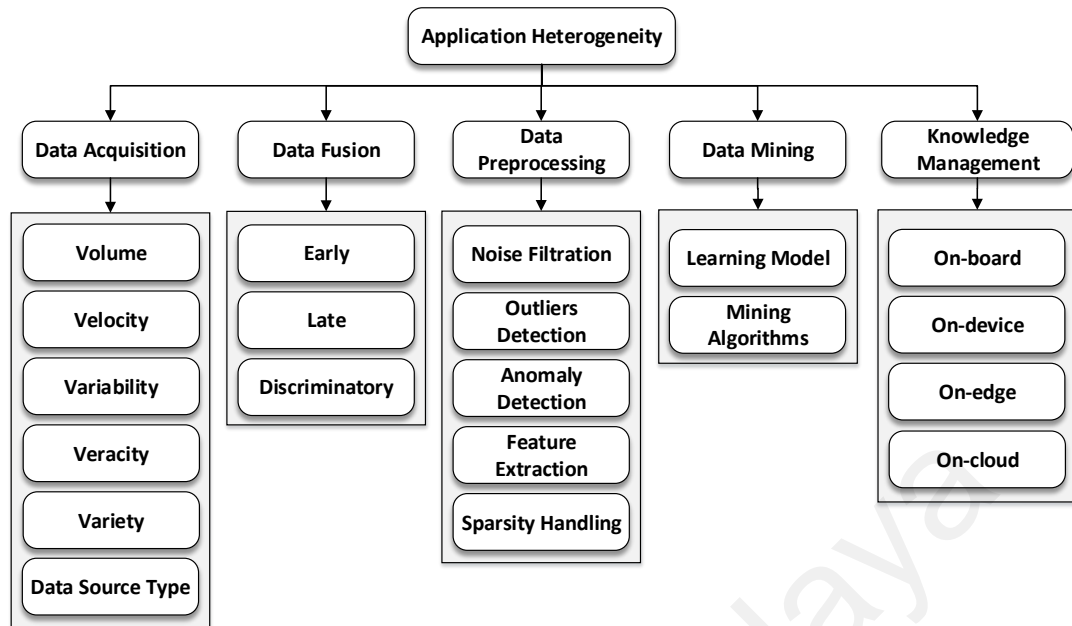 Application Heterogeneity
Data Acquisition
Data Fusion
Data
Preprocessing
Data Mining
Knowledge
Management
Volume
Velocity
Variability
Veracity
Variety
Data Source Type
Early
Late
Discriminatory
Noise Filtration
Outliers
Detection
Anomaly
Detection
Feature
Extraction
Sparsity Handling
Learning Model
Mining
Algorithms
On-board
On-device
On-edge
On-cloud
laya